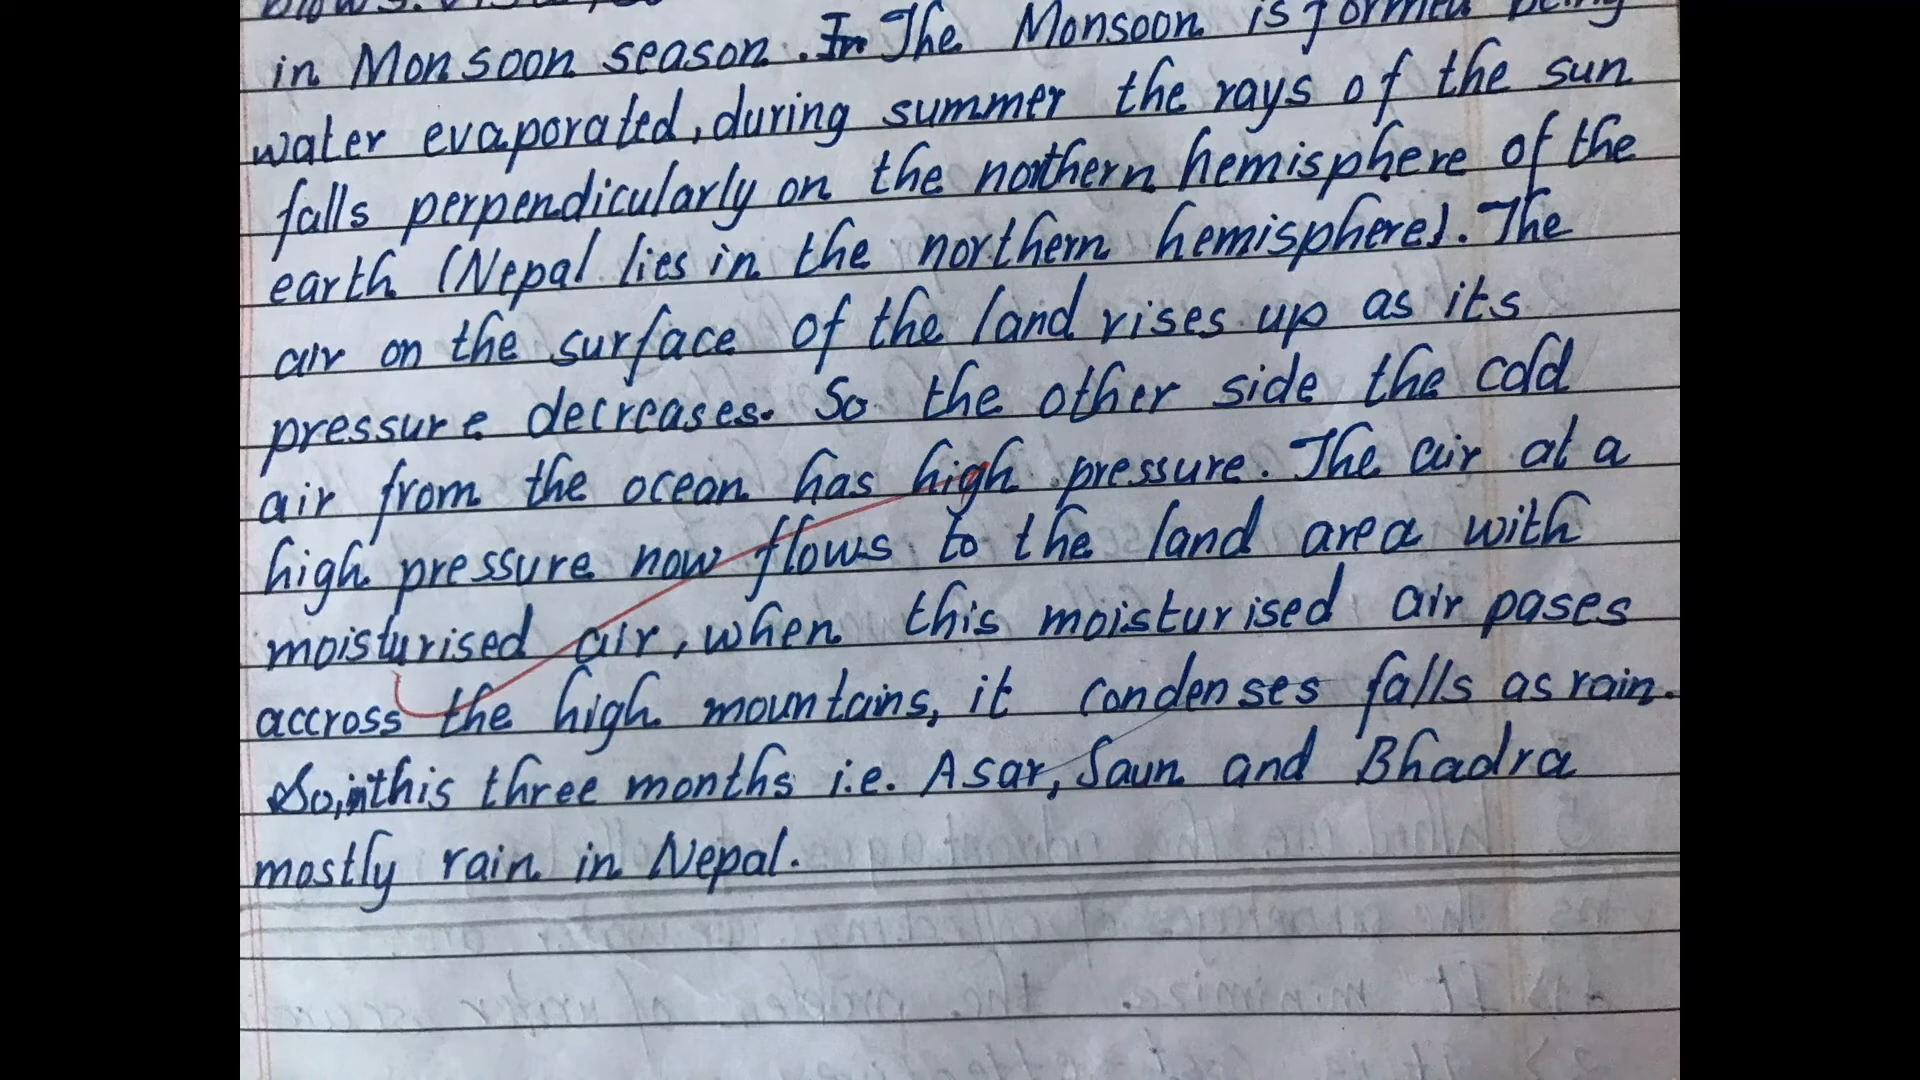 in Monsoon season. In The Monsoon is formed being
water evaporated, during summer the rays of the sun
falls perpendicularly on the northern hemisphere of the
earth (Nepal lies in the northern hemisphere). The
air on the surface of the land rises up as its
pressure decreases. So the other side the cold
air from the ocean has high pressure. The air at a
high pressure now flows to the land area with
moisturised air, when this moisturised air pases
accross the high mountains, it condenses falls as rain.
So, in this three months i.e. Asar, Saun and Bhadra
mostly rain in Nepal.